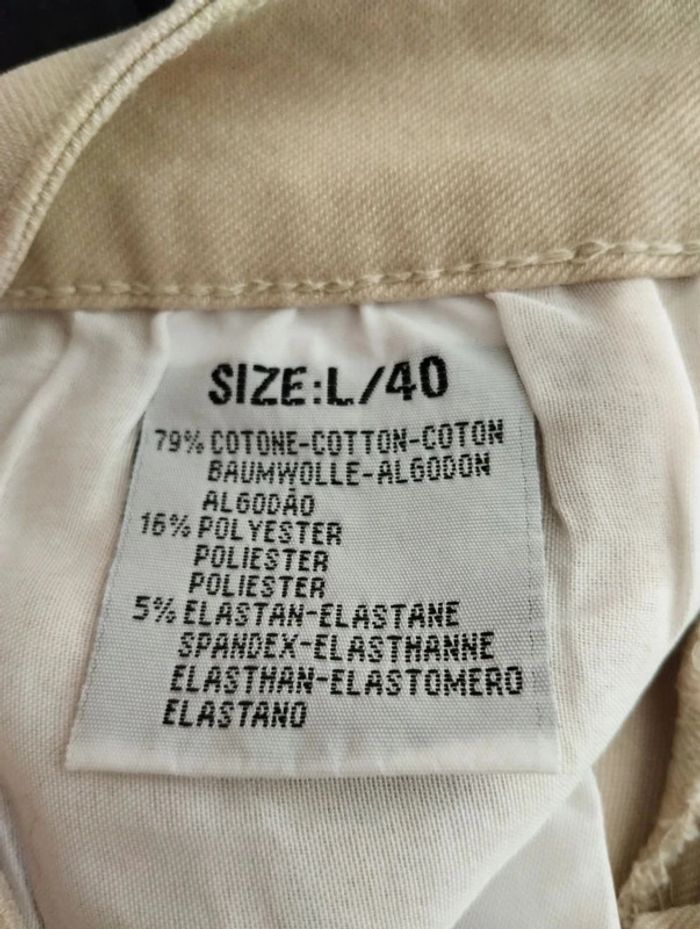 SIZE:L/40
79% COTONE-COTTON-COTON
BAUMWOLLE-ALGODON
ALGODÃO
16% POLYESTER
POLIESTER
POLIESTER
5% ELASTAN-ELASTANE
SPANDEX-ELASTHANNE
ELASTHAN-ELASTOMERO
ELASTANO